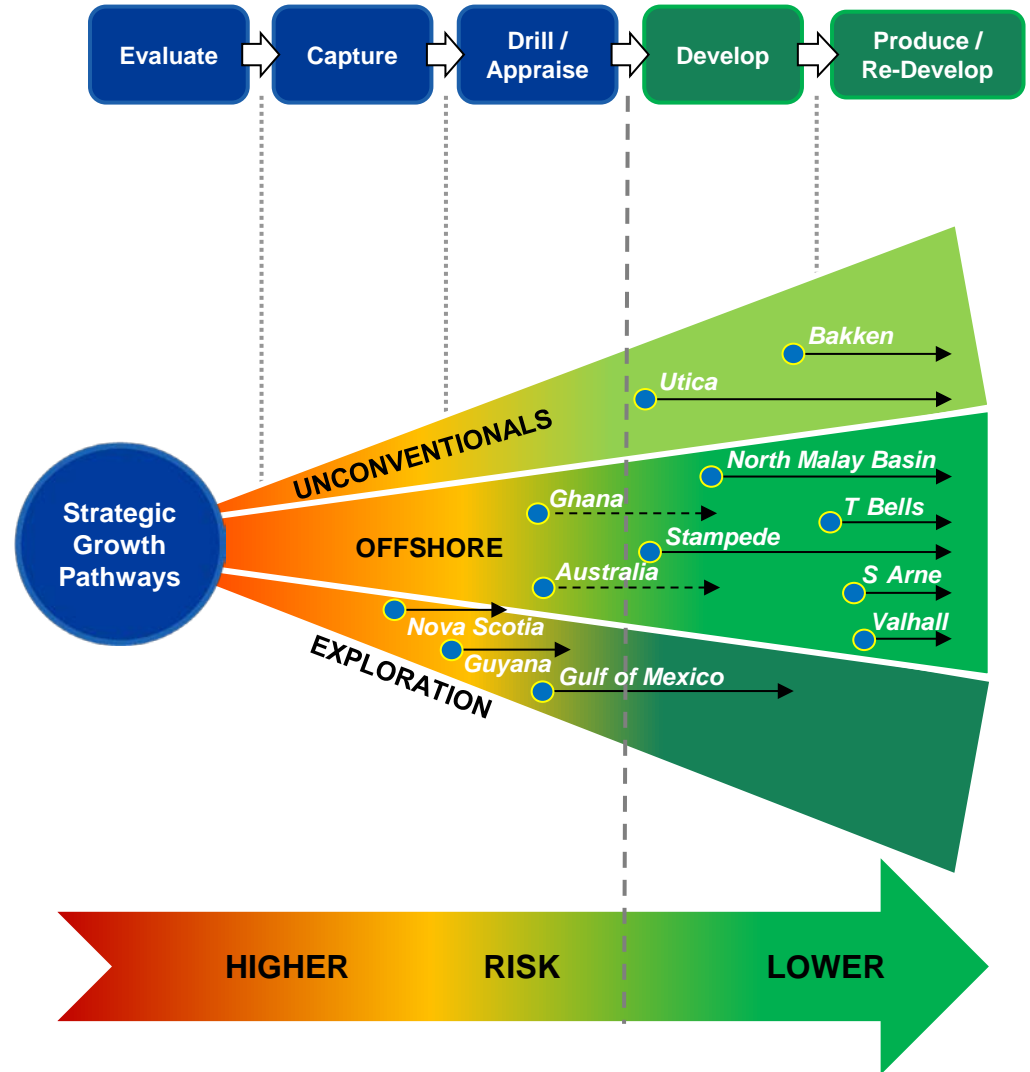 Evaluate
Capture
Drill /
Appraise
Develop
Produce /
Re-Develop
Bakken
Utica
UNCONVENTIONALS
North Malay Basin
Ghana
T Bells
Strategic
Growth
Pathways
OFFSHORE
Stampede
Australia
S Arne
Nova Scotia
Valhall
Guyana
EXPLORATION
Gulf of Mexico
HIGHER
RISK
LOWER